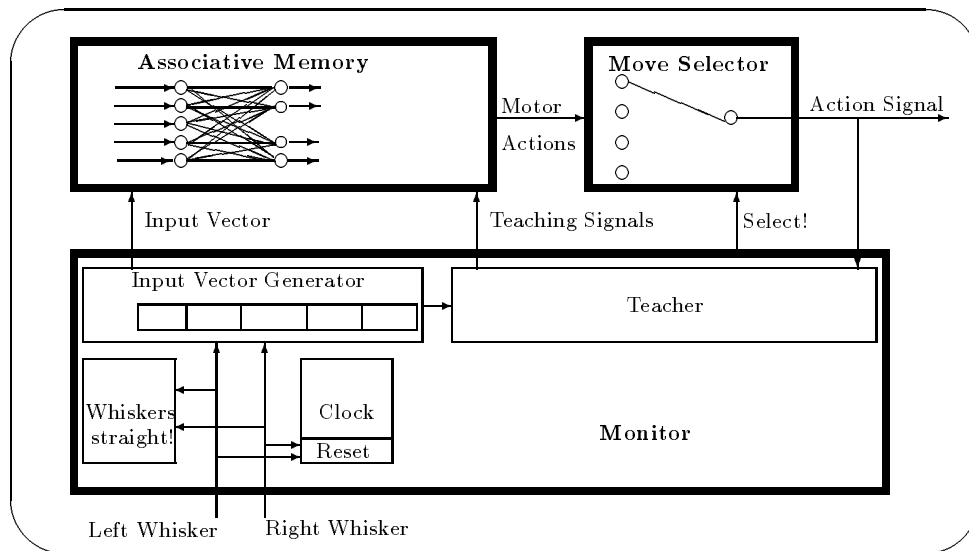 Associative Memory
Move Selector
Motor
Actions
Action Signal
Input Vector
Teaching Signals
Select!
Input Vector Generator
Teacher
Whiskers
straight!
Clock
Reset
Monitor
Left Whisker
Right Whisker